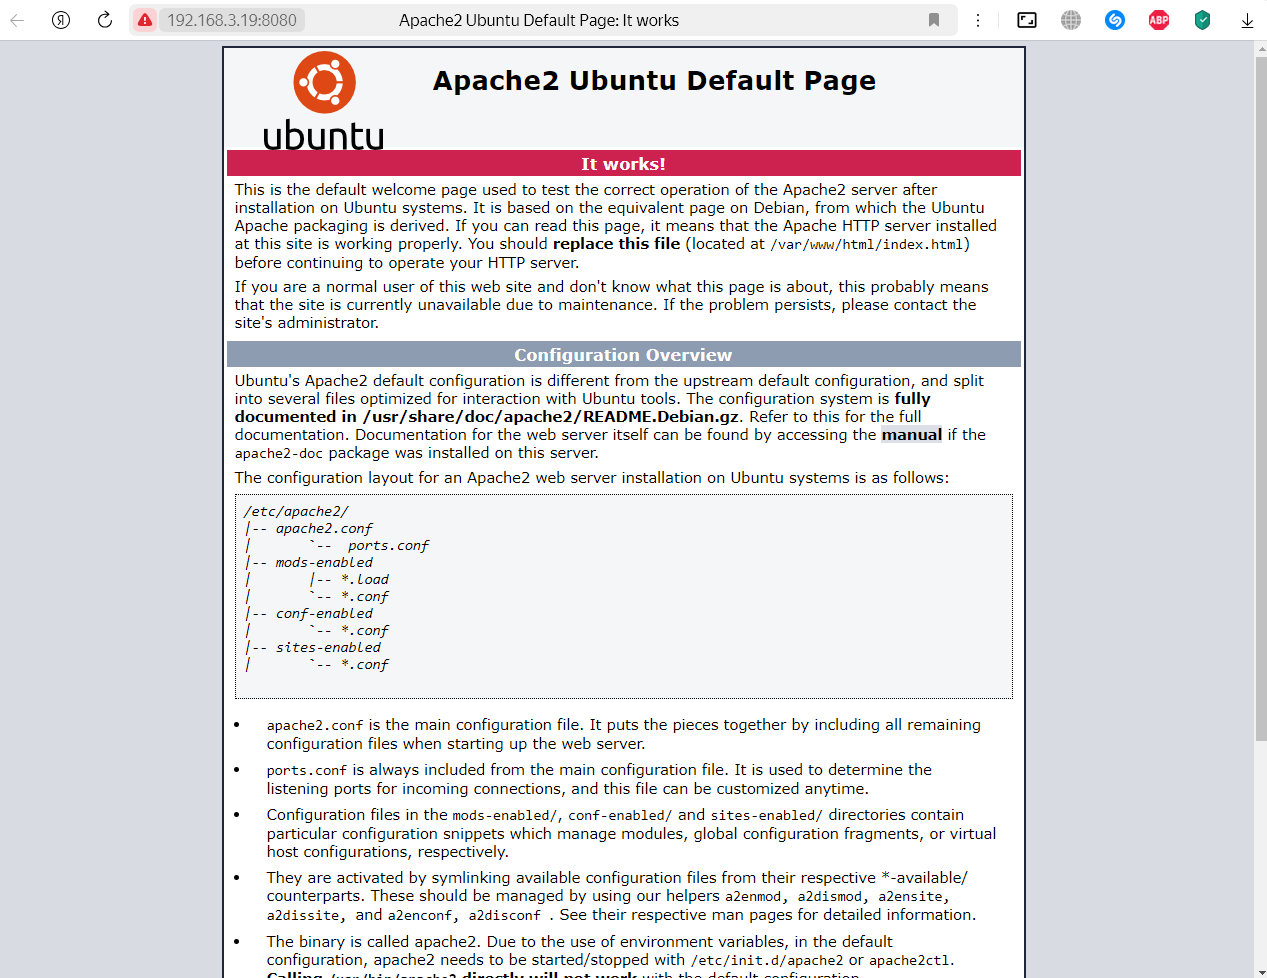 Я
192.168.3.19:8080
Apache2 Ubuntu Default Page: It works
ABP
ubuntu
Apache2 Ubuntu Default Page
It works!
This is the default welcome page used to test the correct operation of the Apache2 server after
installation on Ubuntu systems. It is based on the equivalent page on Debian, from which the Ubuntu
Apache packaging is derived. If you can read this page, it means that the Apache HTTP server installed
at this site is working properly. You should replace this file (located at /var/www/html/index.html)
before continuing to operate your HTTP server.
If you are a normal user of this web site and don't know what this page is about, this probably means
that the site is currently unavailable due to maintenance. If the problem persists, please contact the
site's administrator.
Configuration Overview
Ubuntu's Apache2 default configuration is different from the upstream default configuration, and split
into several files optimized for interaction with Ubuntu tools. The configuration system is fully
documented in /usr/share/doc/apache2/README.Debian.gz. Refer to this for the full
documentation. Documentation for the web server itself can be found by accessing the manual if the
apache2-doc package was installed on this server.
The configuration layout for an Apache2 web server installation on Ubuntu systems is as follows:
/etc/apache2/
|-- apache2.conf
|       `--  ports.conf
|-- mods-enabled
|       |-- *.load
|       `-- *.conf
|-- conf-enabled
|       `-- *.conf
|-- sites-enabled
|       `-- *.conf
• apache2.conf is the main configuration file. It puts the pieces together by including all remaining
configuration files when starting up the web server.
• ports.conf is always included from the main configuration file. It is used to determine the
listening ports for incoming connections, and this file can be customized anytime.
• Configuration files in the mods-enabled/, conf-enabled/ and sites-enabled/ directories contain
particular configuration snippets which manage modules, global configuration fragments, or virtual
host configurations, respectively.
• They are activated by symlinking available configuration files from their respective *-available/
counterparts. These should be managed by using our helpers a2enmod, a2dismod, a2ensite,
a2dissite, and a2enconf, a2disconf . See their respective man pages for detailed information.
• The binary is called apache2. Due to the use of environment variables, in the default
configuration, apache2 needs to be started/stopped with /etc/init.d/apache2 or apache2ctl.
Calling /usr/bin/apache2 directly will not work with the default configuration.